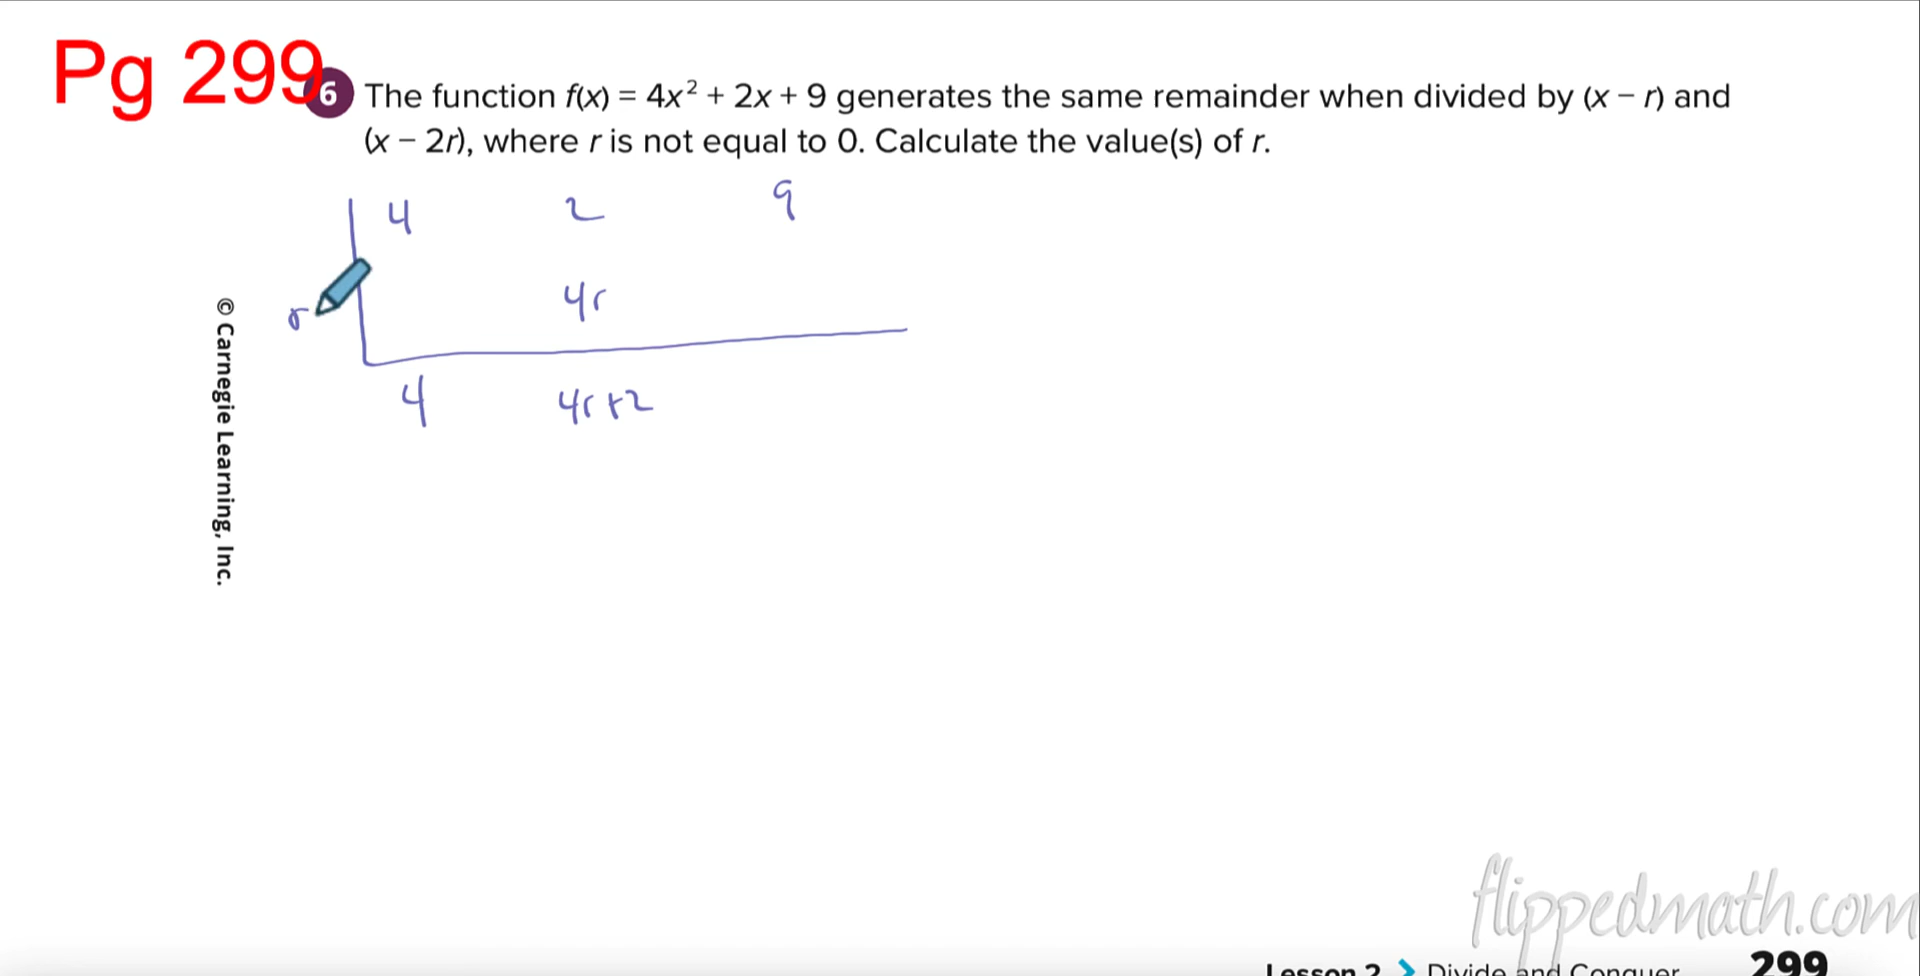 Pg 299
6 The function f(x) = 4x² + 2x + 9 generates the same remainder when divided by (x − r) and
(x − 2r), where r is not equal to 0. Calculate the value(s) of r.
4 2 9
4r
r
4 4r+2
© Carnegie Learning, Inc.
flippedmath.com
Lesson 2 > Divide and Conquer 299